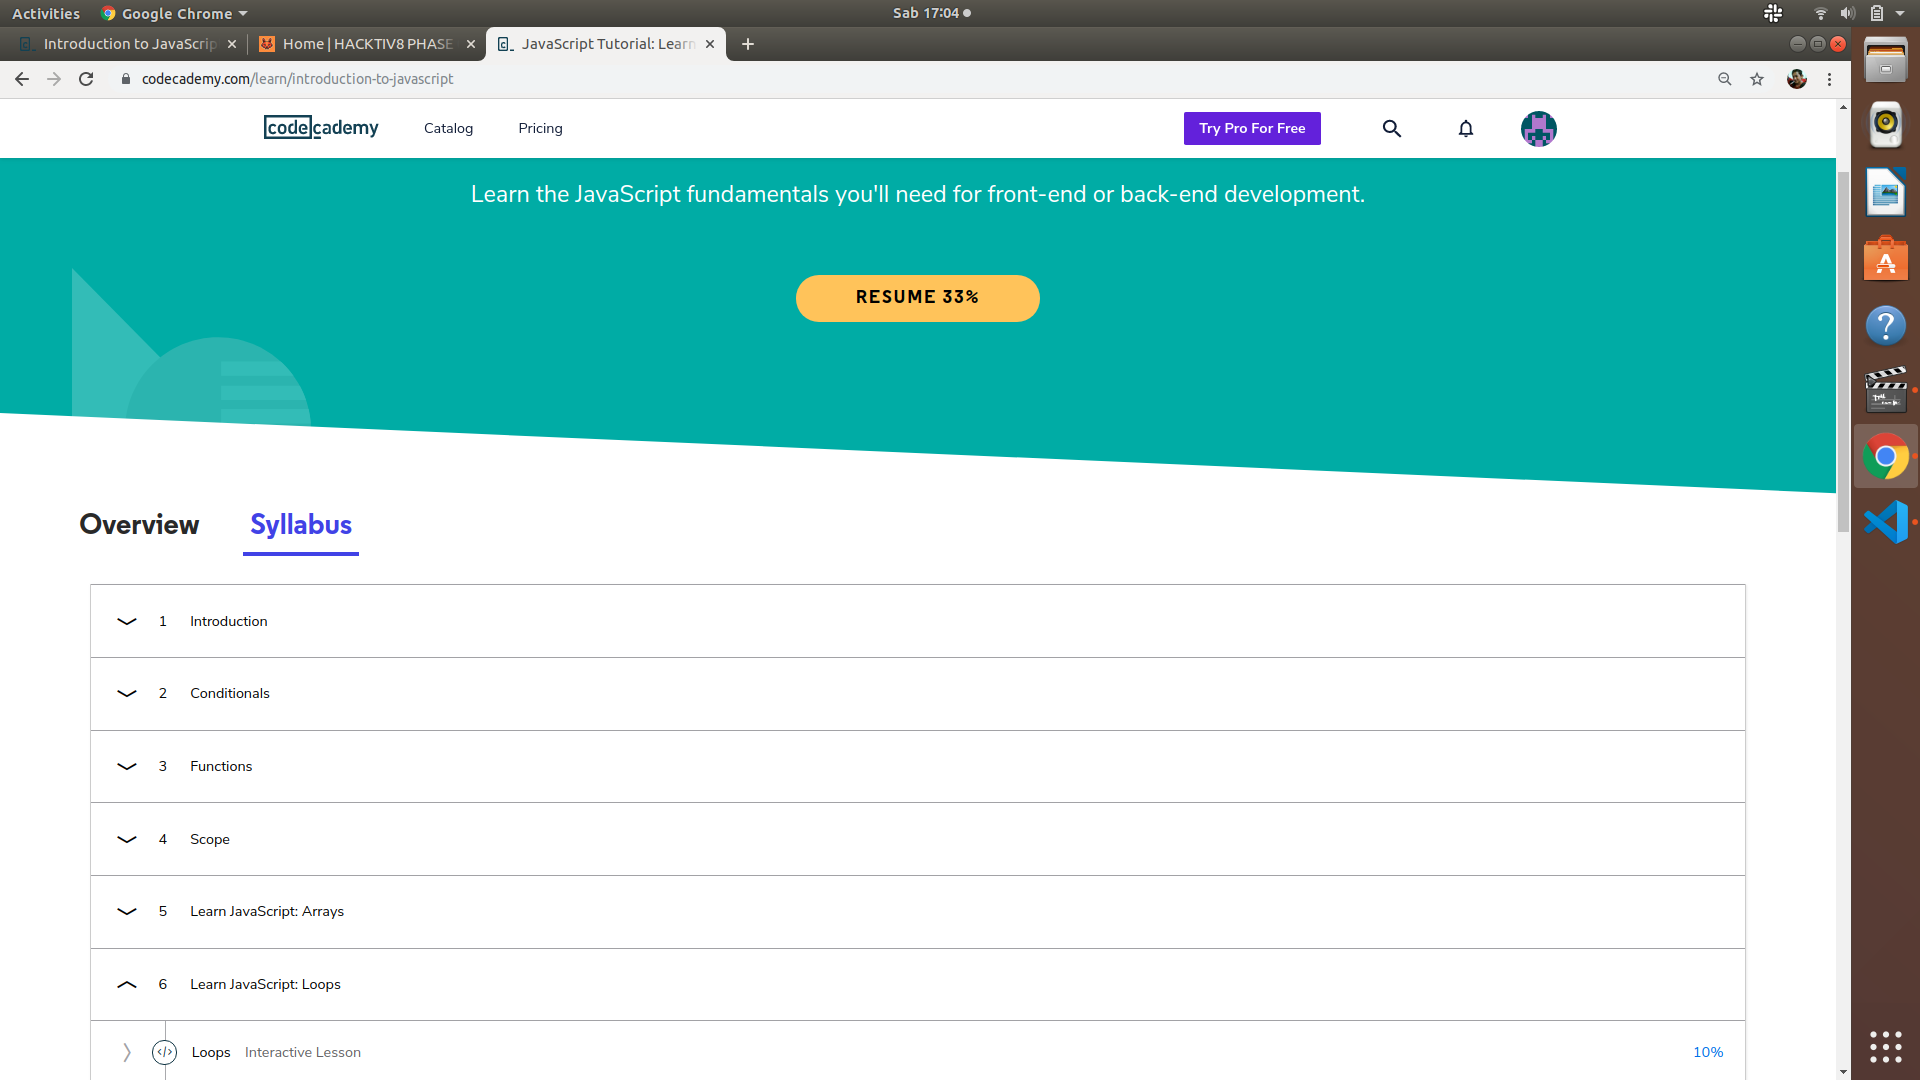 Activities
Google Chrome
Sab 17:04
Introduction to JavaScrip
Home | HACKTIV8 PHASE
JavaScript Tutorial: Learn
codecademy.com/learn/introduction-to-javascript
codecademy
Catalog
Pricing
Try Pro For Free
Learn the JavaScript fundamentals you'll need for front-end or back-end development.
RESUME 33%
Overview
Syllabus
1 Introduction
2 Conditionals
3 Functions
4 Scope
5 Learn JavaScript: Arrays
6 Learn JavaScript: Loops
</> Loops Interactive Lesson 10%